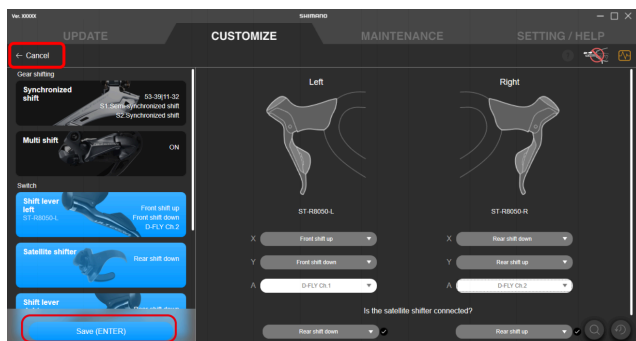 Ver. XXXXX
SHIMANO
UPDATE
CUSTOMIZE
MAINTENANCE
SETTING / HELP
← Cancel
Gear shifting
Synchronized shift
53-39|11-32
S1:Semi-synchronized shift
S2:Synchronized shift
Multi shift
ON
Switch
Shift lever left
ST-R8050-L
Front shift up
Front shift down
D-FLY Ch.2
Satellite shifter
Rear shift down
Shift lever
Save (ENTER)
Left
Right
ST-R8050-L
ST-R8050-R
X
Front shift up
X
Rear shift down
Y
Front shift down
Y
Rear shift up
A
D-FLY Ch.1
A
D-FLY Ch.2
Is the satellite shifter connected?
Rear shift down
Rear shift up